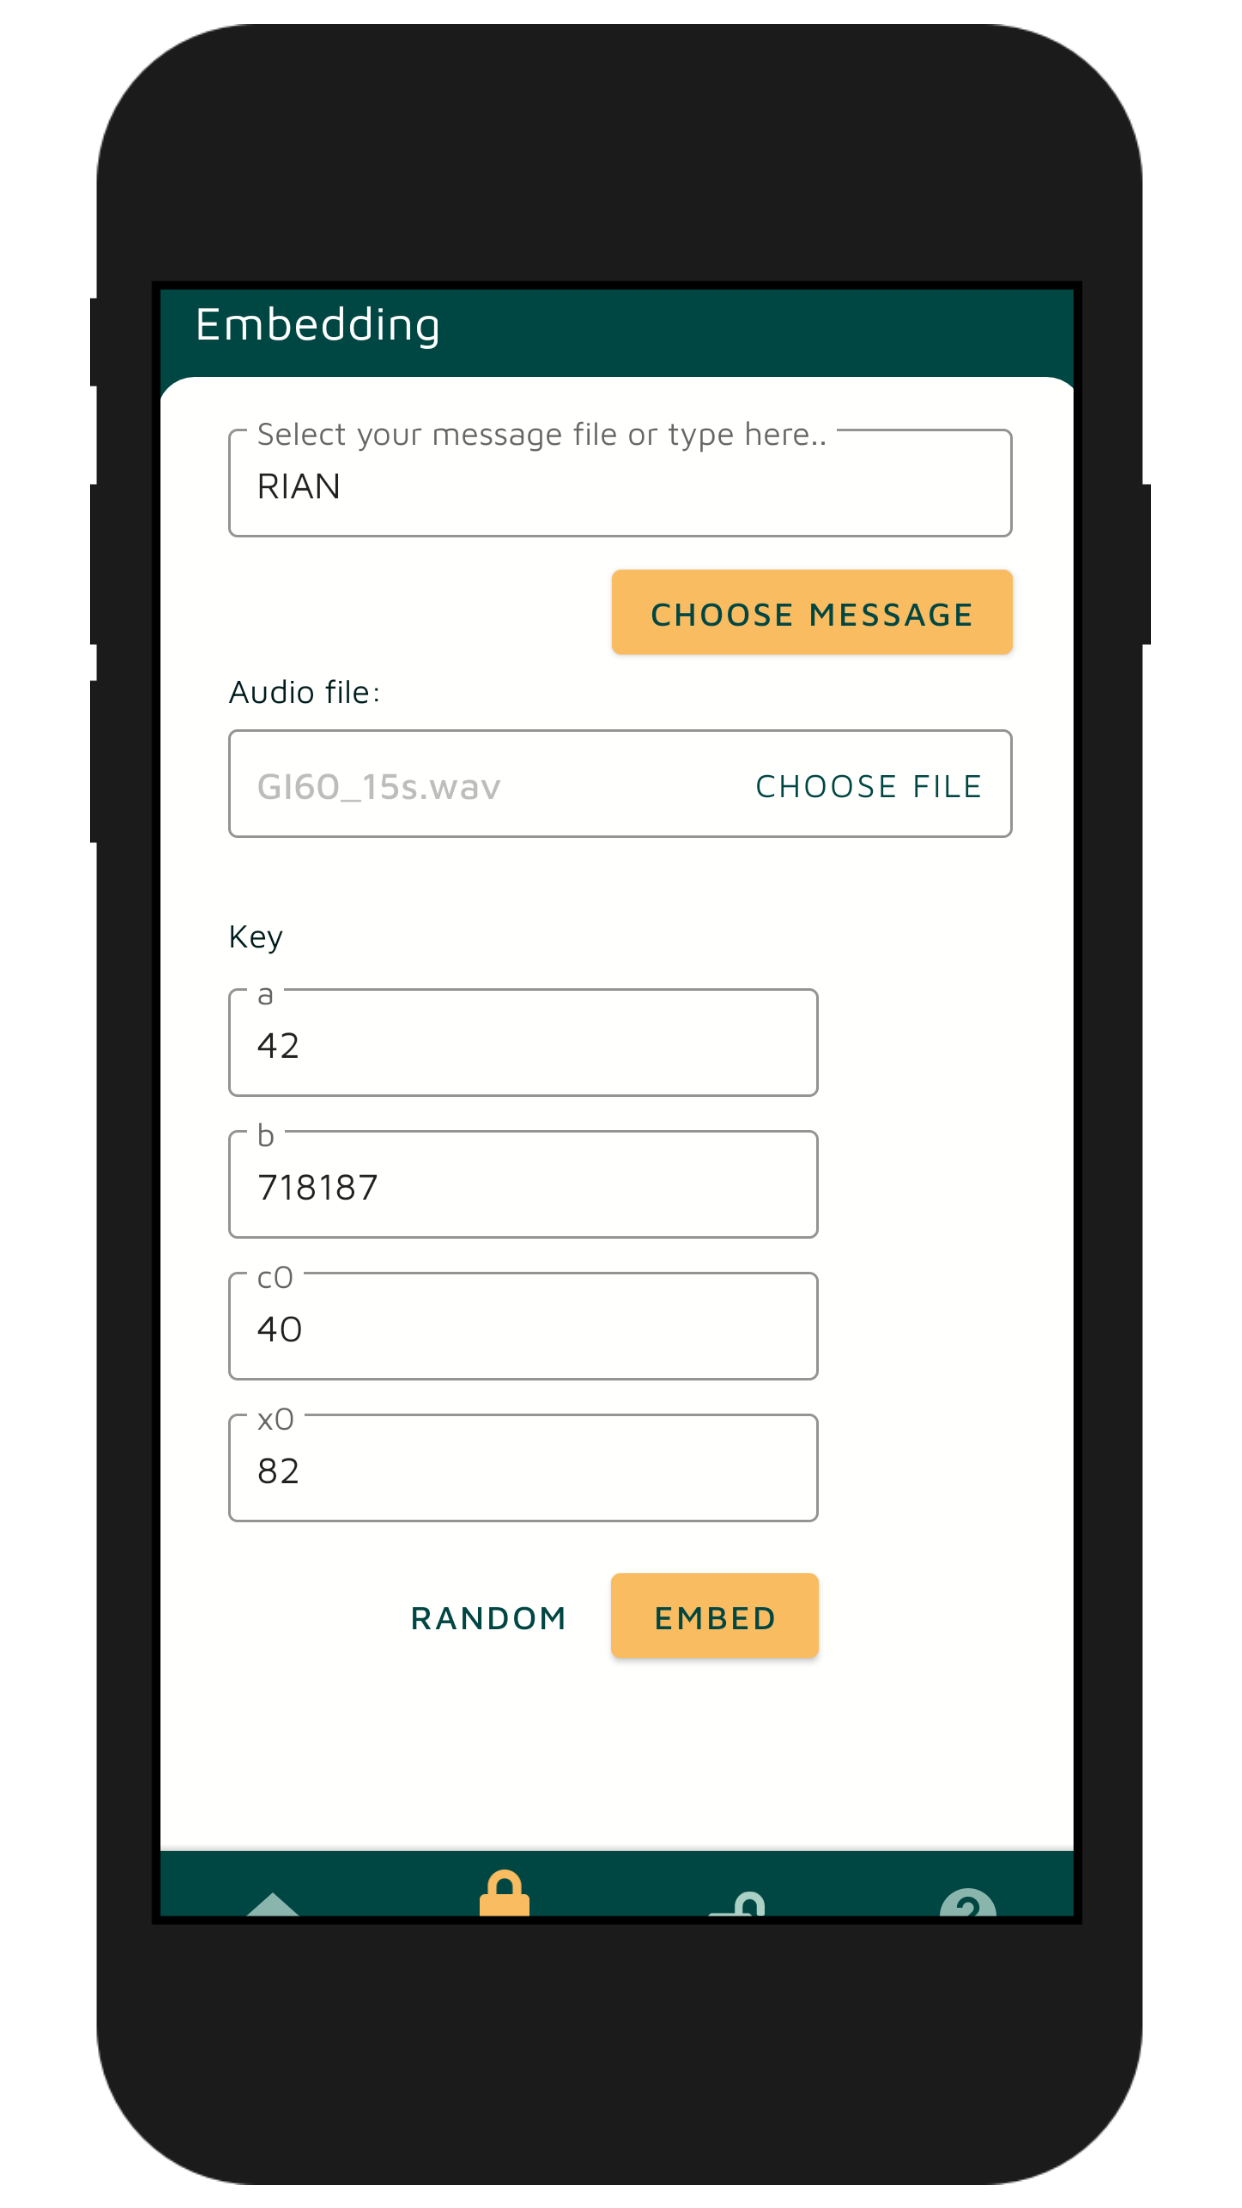 Embedding
Select your message file or type here..
RIAN
CHOOSE MESSAGE
Audio file:
GI60_15s.wav CHOOSE FILE
Key
a
42
b
718187
c0
40
x0
82
RANDOM EMBED
?